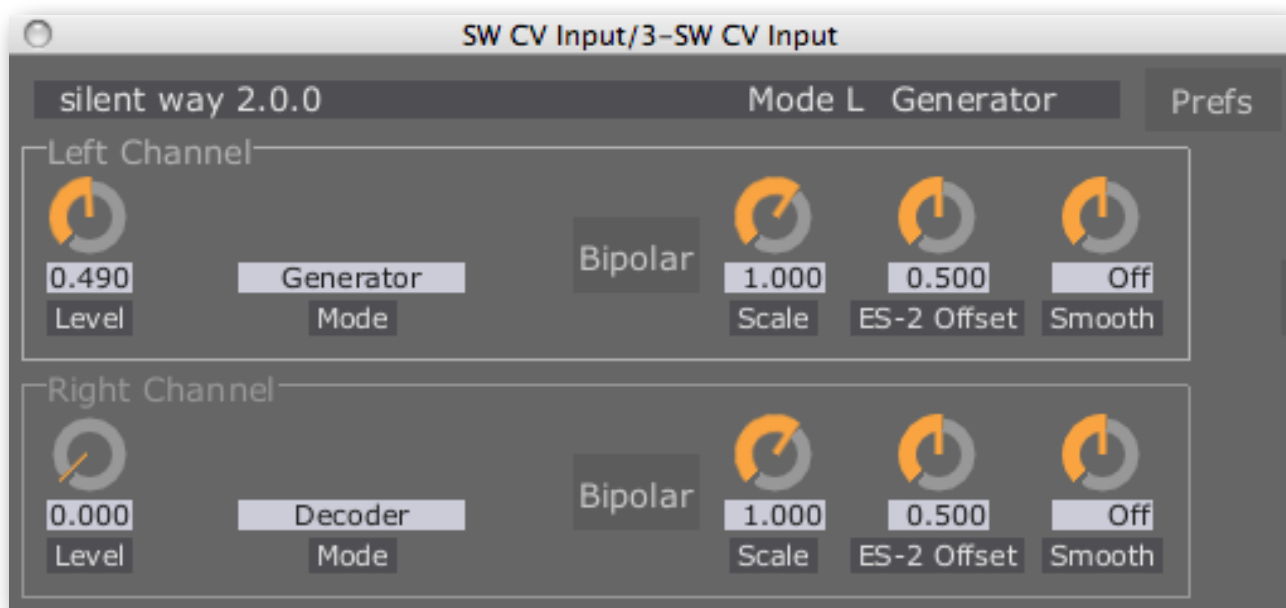 SW CV Input/3-SW CV Input
silent way 2.0.0 Mode L Generator Prefs
Left Channel
Bipolar
0.490 Generator 1.000 0.500 Off
Level Mode Scale ES-2 Offset Smooth
Right Channel
Bipolar
0.000 Decoder 1.000 0.500 Off
Level Mode Scale ES-2 Offset Smooth